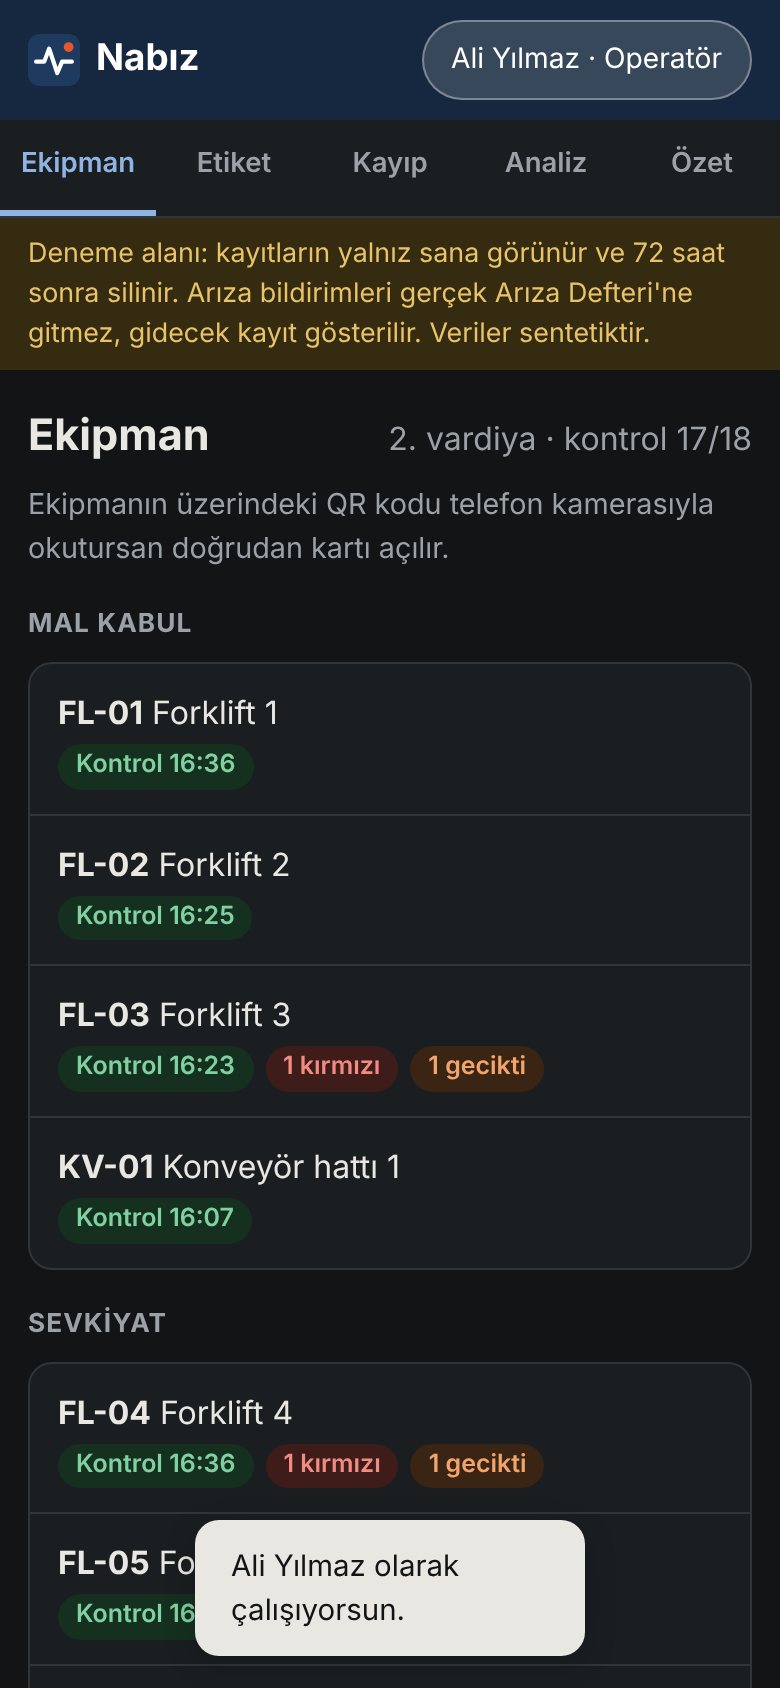 Nabız
Ali Yılmaz · Operatör
Ekipman
Etiket
Kayıp
Analiz
Özet
Deneme alanı: kayıtların yalnız sana görünür ve 72 saat
sonra silinir. Arıza bildirimleri gerçek Arıza Defteri'ne
gitmez, gidecek kayıt gösterilir. Veriler sentetiktir.
Ekipman
2. vardiya · kontrol 17/18
Ekipmanın üzerindeki QR kodu telefon kamerasıyla
okutursan doğrudan kartı açılır.
MAL KABUL
FL-01 Forklift 1
Kontrol 16:36
FL-02 Forklift 2
Kontrol 16:25
FL-03 Forklift 3
Kontrol 16:23
1 kırmızı
1 gecikti
KV-01 Konveyör hattı 1
Kontrol 16:07
SEVKİYAT
FL-04 Forklift 4
Kontrol 16:36
1 kırmızı
1 gecikti
FL-05
Kontrol
Ali Yılmaz olarak
çalışıyorsun.